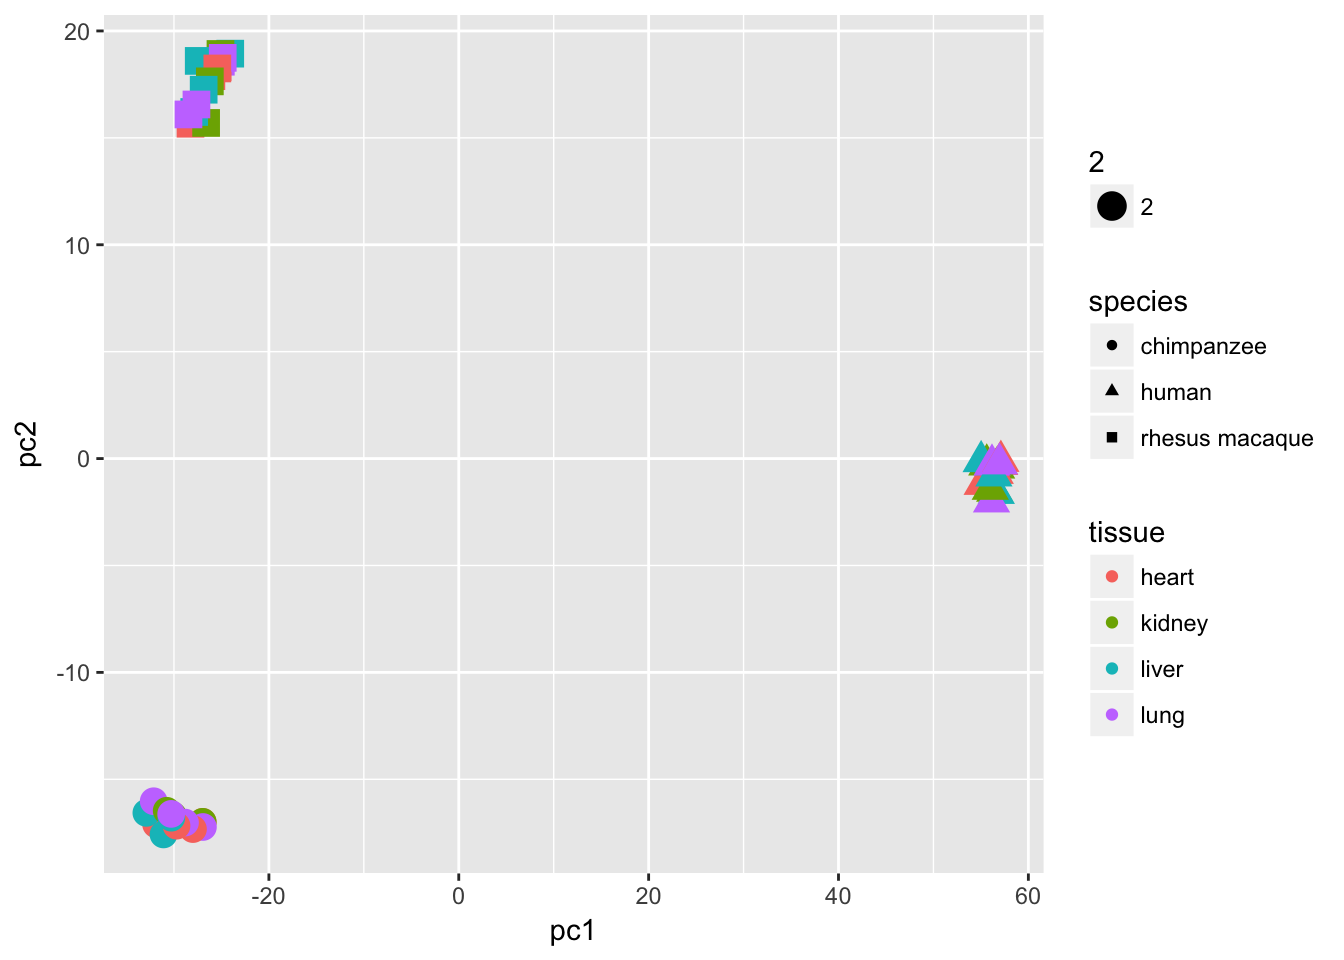 20
10
0
-10
pc2
-20
0
20
40
60
pc1
2
2
species
chimpanzee
human
rhesus macaque
tissue
heart
kidney
liver
lung